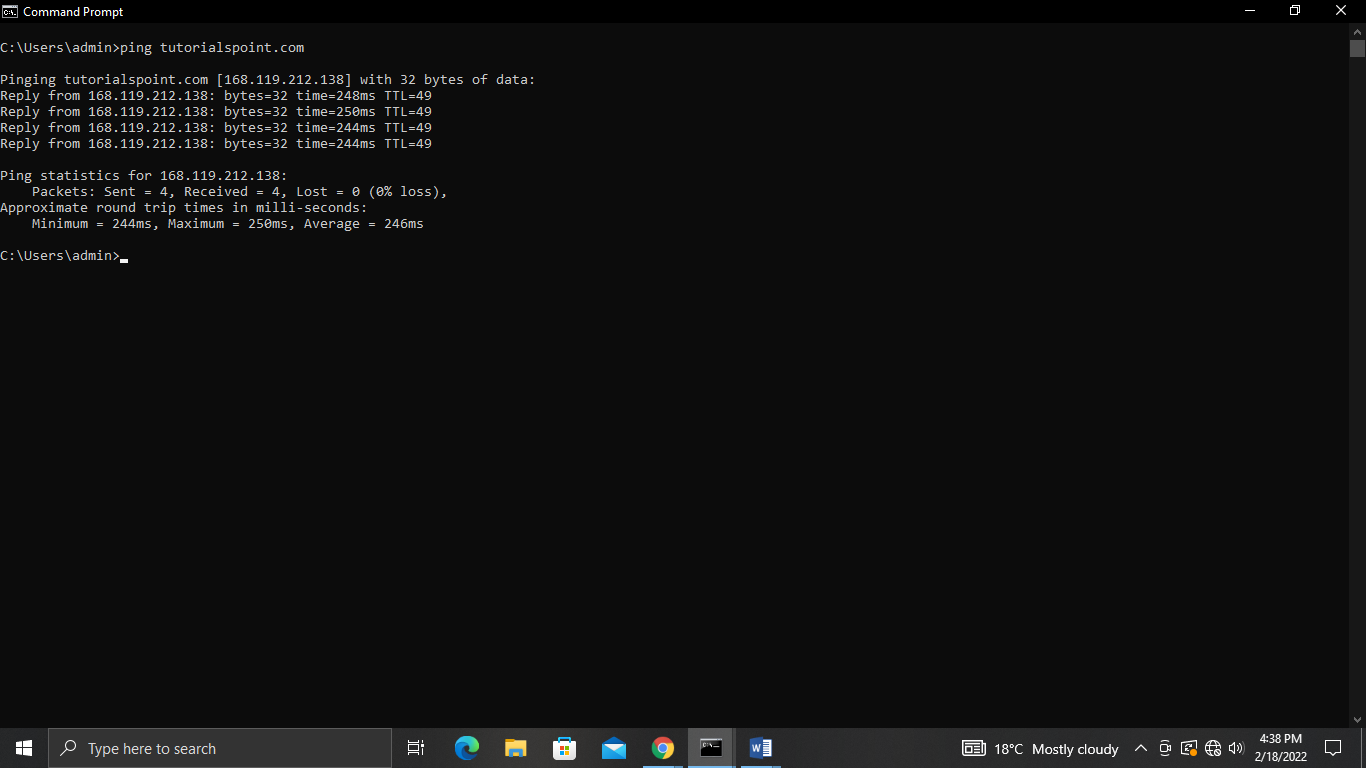 Command Prompt
C:\Users\admin>ping tutorialspoint.com
Pinging tutorialspoint.com [168.119.212.138] with 32 bytes of data:
Reply from 168.119.212.138: bytes=32 time=248ms TTL=49
Reply from 168.119.212.138: bytes=32 time=250ms TTL=49
Reply from 168.119.212.138: bytes=32 time=244ms TTL=49
Reply from 168.119.212.138: bytes=32 time=244ms TTL=49
Ping statistics for 168.119.212.138:
    Packets: Sent = 4, Received = 4, Lost = 0 (0% loss),
Approximate round trip times in milli-seconds:
    Minimum = 244ms, Maximum = 250ms, Average = 246ms
C:\Users\admin>
Type here to search
18°C Mostly cloudy
4:38 PM
2/18/2022